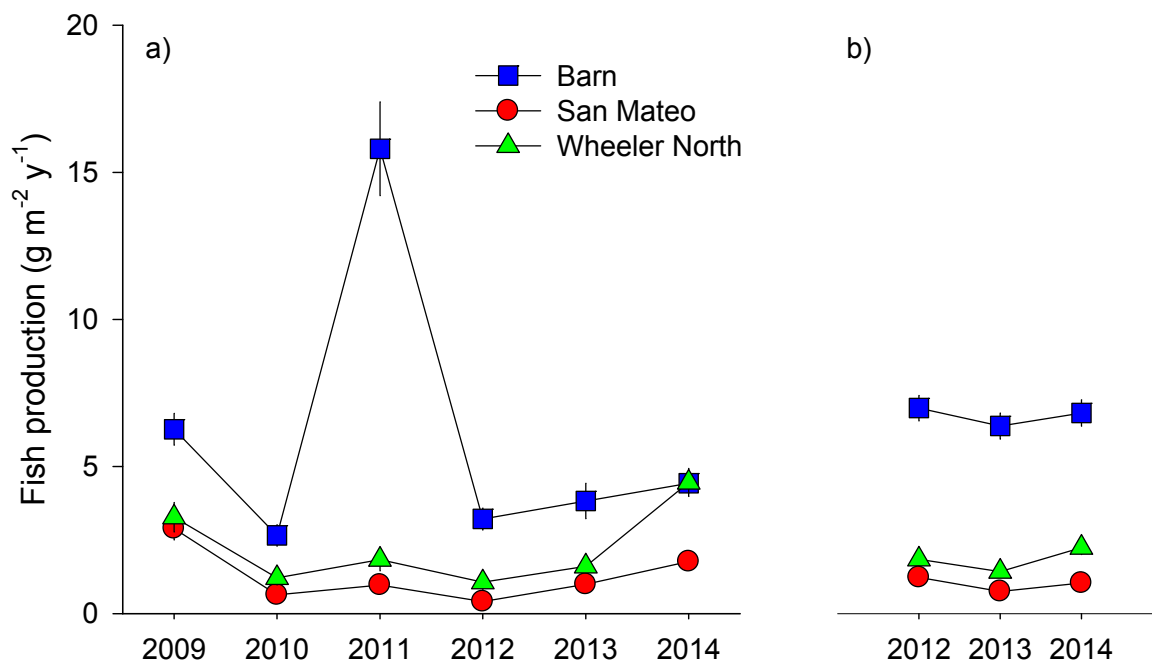 a)
b)
Barn
San Mateo
Wheeler North
Fish production (g m⁻² y⁻¹)
20
15
10
5
0
2009 2010 2011 2012 2013 2014
2012 2013 2014